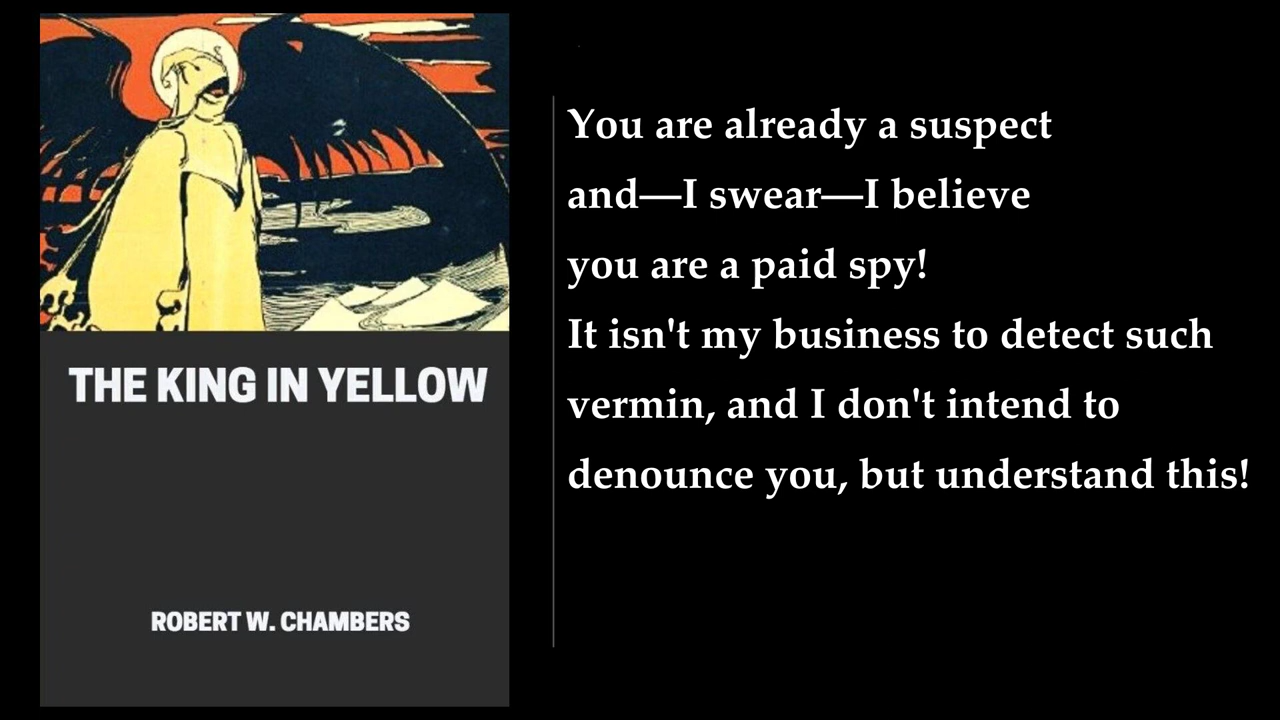 THE KING IN YELLOW
ROBERT W. CHAMBERS
You are already a suspect
and—I swear—I believe
you are a paid spy!
It isn't my business to detect such
vermin, and I don't intend to
denounce you, but understand this!